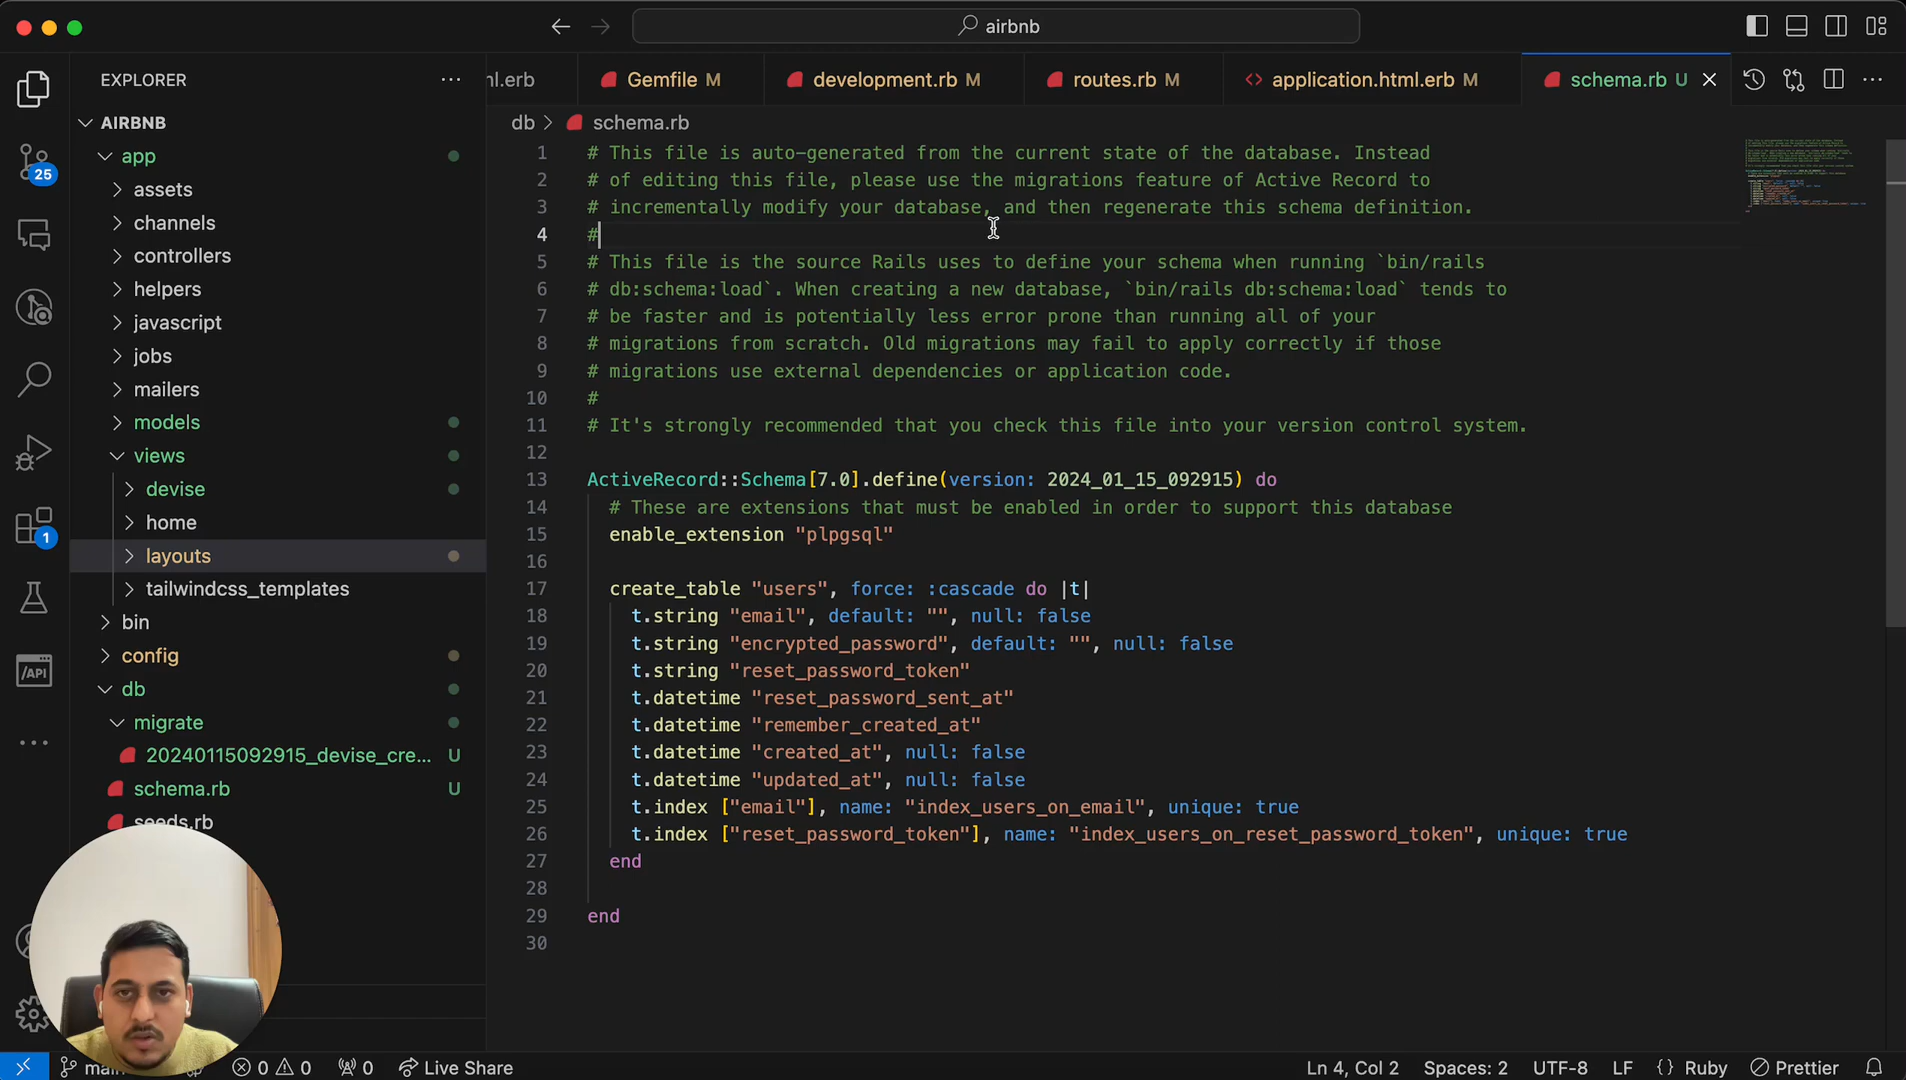 airbnb
EXPLORER
AIRBNB
app
assets
channels
controllers
helpers
javascript
jobs
mailers
models
views
devise
home
layouts
tailwindcss_templates
bin
config
db
migrate
20240115092915_devise_cre... U
schema.rb U
seeds.rb
25
1
/API
Gemfile M
development.rb M
routes.rb M
<> application.html.erb M
schema.rb U
db > schema.rb
1 # This file is auto-generated from the current state of the database. Instead
2 # of editing this file, please use the migrations feature of Active Record to
3 # incrementally modify your database, and then regenerate this schema definition.
4 #
5 # This file is the source Rails uses to define your schema when running `bin/rails
6 # db:schema:load`. When creating a new database, `bin/rails db:schema:load` tends to
7 # be faster and is potentially less error prone than running all of your
8 # migrations from scratch. Old migrations may fail to apply correctly if those
9 # migrations use external dependencies or application code.
10 #
11 # It's strongly recommended that you check this file into your version control system.
12
13 ActiveRecord::Schema[7.0].define(version: 2024_01_15_092915) do
14 # These are extensions that must be enabled in order to support this database
15 enable_extension "plpgsql"
16
17 create_table "users", force: :cascade do |t|
18 t.string "email", default: "", null: false
19 t.string "encrypted_password", default: "", null: false
20 t.string "reset_password_token"
21 t.datetime "reset_password_sent_at"
22 t.datetime "remember_created_at"
23 t.datetime "created_at", null: false
24 t.datetime "updated_at", null: false
25 t.index ["email"], name: "index_users_on_email", unique: true
26 t.index ["reset_password_token"], name: "index_users_on_reset_password_token", unique: true
27 end
28
29 end
30
0 0 0 Live Share Ln 4, Col 2 Spaces: 2 UTF-8 LF {} Ruby Prettier